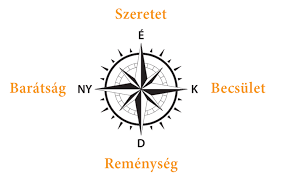 Szeretet
É
Barátság NY K Becsület
D
Reménység